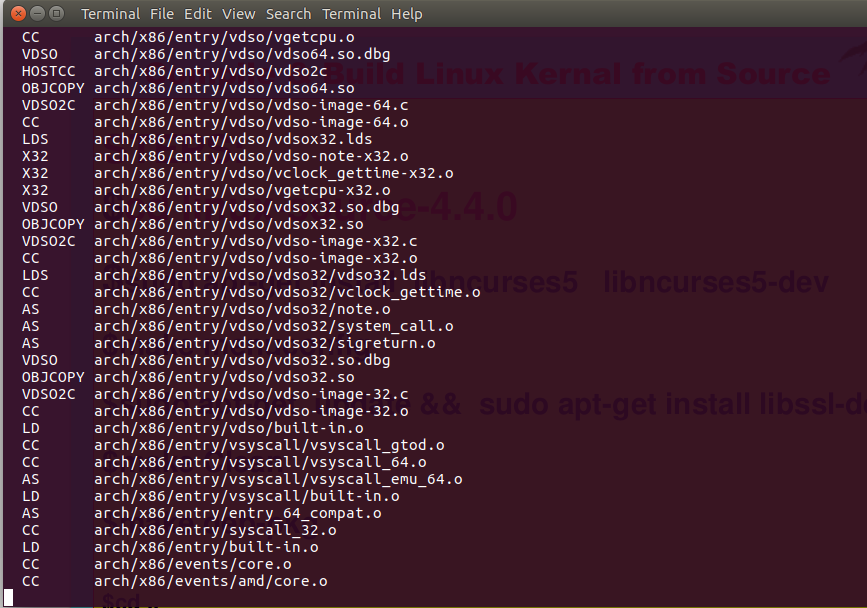 Terminal File Edit View Search Terminal Help
CC arch/x86/entry/vdso/vgetcpu.o
VDSO arch/x86/entry/vdso/vdso64.so.dbg
HOSTCC arch/x86/entry/vdso/vdso2c
Build Linux Kernal from Source
OBJCOPY arch/x86/entry/vdso/vdso64.so
VDSO2C arch/x86/entry/vdso/vdso-image-64.c
CC arch/x86/entry/vdso/vdso-image-64.o
LDS arch/x86/entry/vdso/vdsox32.lds
X32 arch/x86/entry/vdso/vdso-note-x32.o
X32 arch/x86/entry/vdso/vclock_gettime-x32.o
X32 arch/x86/entry/vdso/vgetcpu-x32.o
VDSO arch/x86/entry/vdso/vdsox32.so.dbg
-4.4.0
OBJCOPY arch/x86/entry/vdso/vdsox32.so
VDSO2C arch/x86/entry/vdso/vdso-image-x32.c
CC arch/x86/entry/vdso/vdso-image-x32.o
LDS arch/x86/entry/vdso/vdso32/vdso32.lds
libncurses5 libncurses5-dev
CC arch/x86/entry/vdso/vdso32/vclock_gettime.o
AS arch/x86/entry/vdso/vdso32/note.o
AS arch/x86/entry/vdso/vdso32/system_call.o
AS arch/x86/entry/vdso/vdso32/sigreturn.o
VDSO arch/x86/entry/vdso/vdso32.so.dbg
OBJCOPY arch/x86/entry/vdso/vdso32.so
VDSO2C arch/x86/entry/vdso/vdso-image-32.c
&& sudo apt-get install libssl-de
CC arch/x86/entry/vdso/vdso-image-32.o
LD arch/x86/entry/vdso/built-in.o
CC arch/x86/entry/vsyscall/vsyscall_gtod.o
CC arch/x86/entry/vsyscall/vsyscall_64.o
AS arch/x86/entry/vsyscall/vsyscall_emu_64.o
LD arch/x86/entry/vsyscall/built-in.o
AS arch/x86/entry/entry_64_compat.o
CC arch/x86/entry/syscall_32.o
LD arch/x86/entry/built-in.o
CC arch/x86/events/core.o
CC arch/x86/events/amd/core.o